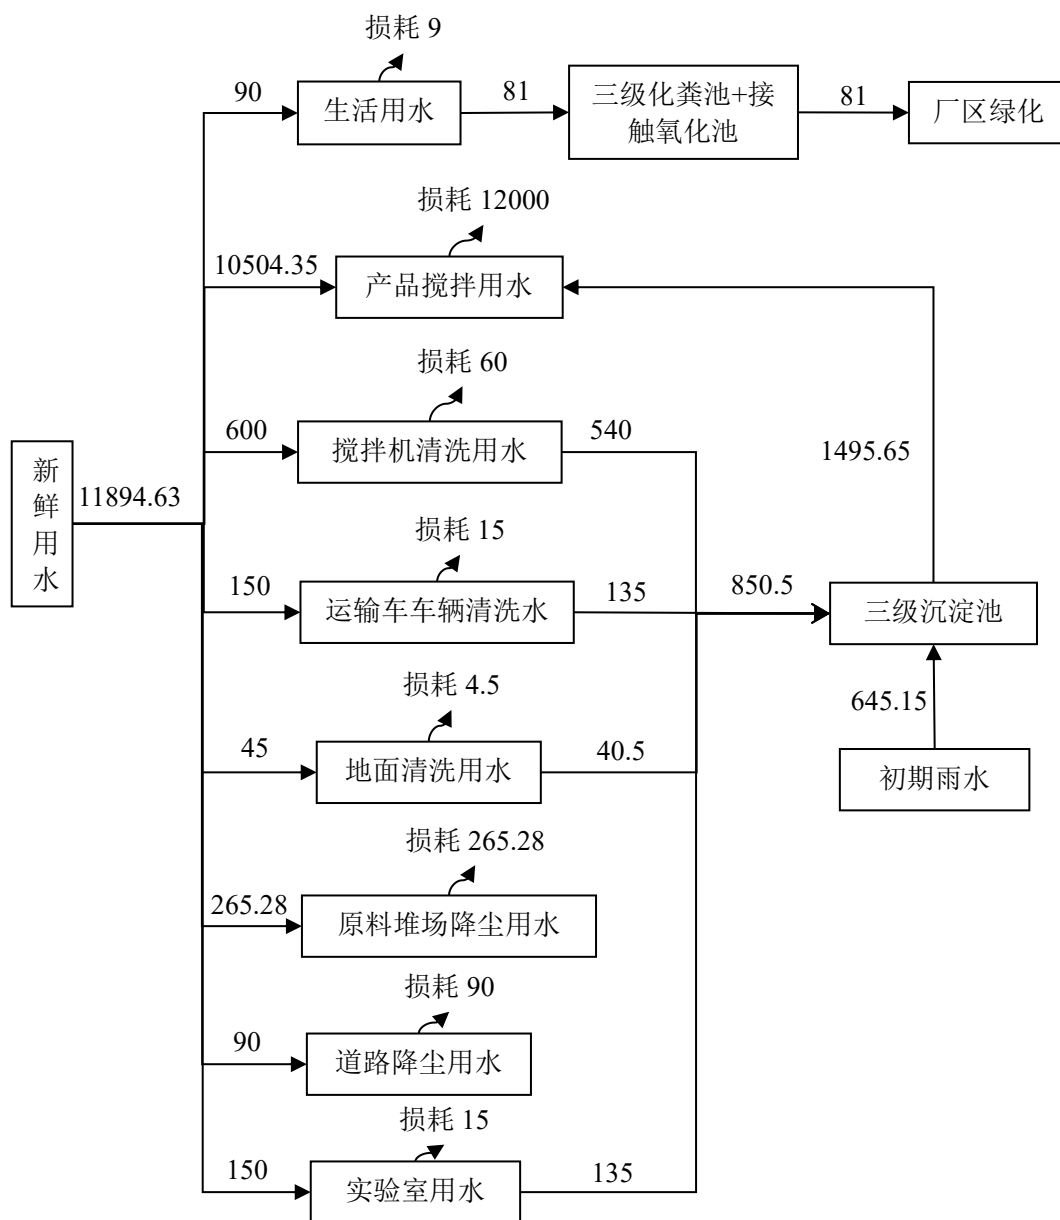 损耗 9
90
生活用水
81
三级化粪池+接
触氧化池
81
厂区绿化
损耗 12000
10504.35
产品搅拌用水
损耗 60
600
搅拌机清洗用水
540
1495.65
新
鲜
用
水
11894.63
损耗 15
150
运输车车辆清洗水
135
850.5
三级沉淀池
损耗 4.5
645.15
45
地面清洗用水
40.5
初期雨水
损耗 265.28
265.28
原料堆场降尘用水
损耗 90
90
道路降尘用水
损耗 15
150
实验室用水
135